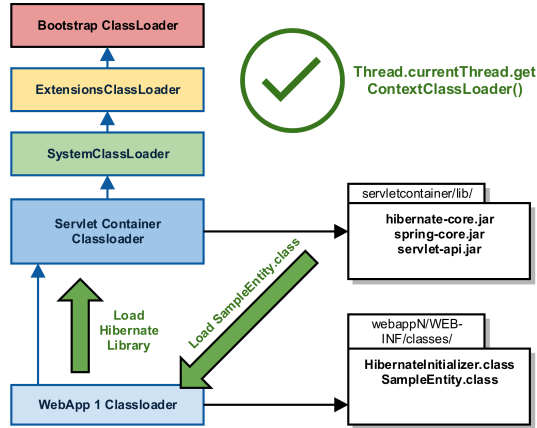 Bootstrap ClassLoader
ExtensionsClassLoader
SystemClassLoader
Servlet Container
Classloader
Thread.currentThread.get
ContextClassLoader()
servletcontainer/lib/
hibernate-core.jar
spring-core.jar
servlet-api.jar
Load SampleEntity.class
Load
Hibernate
Library
webappN/WEB-
INF/classes/
HibernateInitializer.class
SampleEntity.class
WebApp 1 Classloader